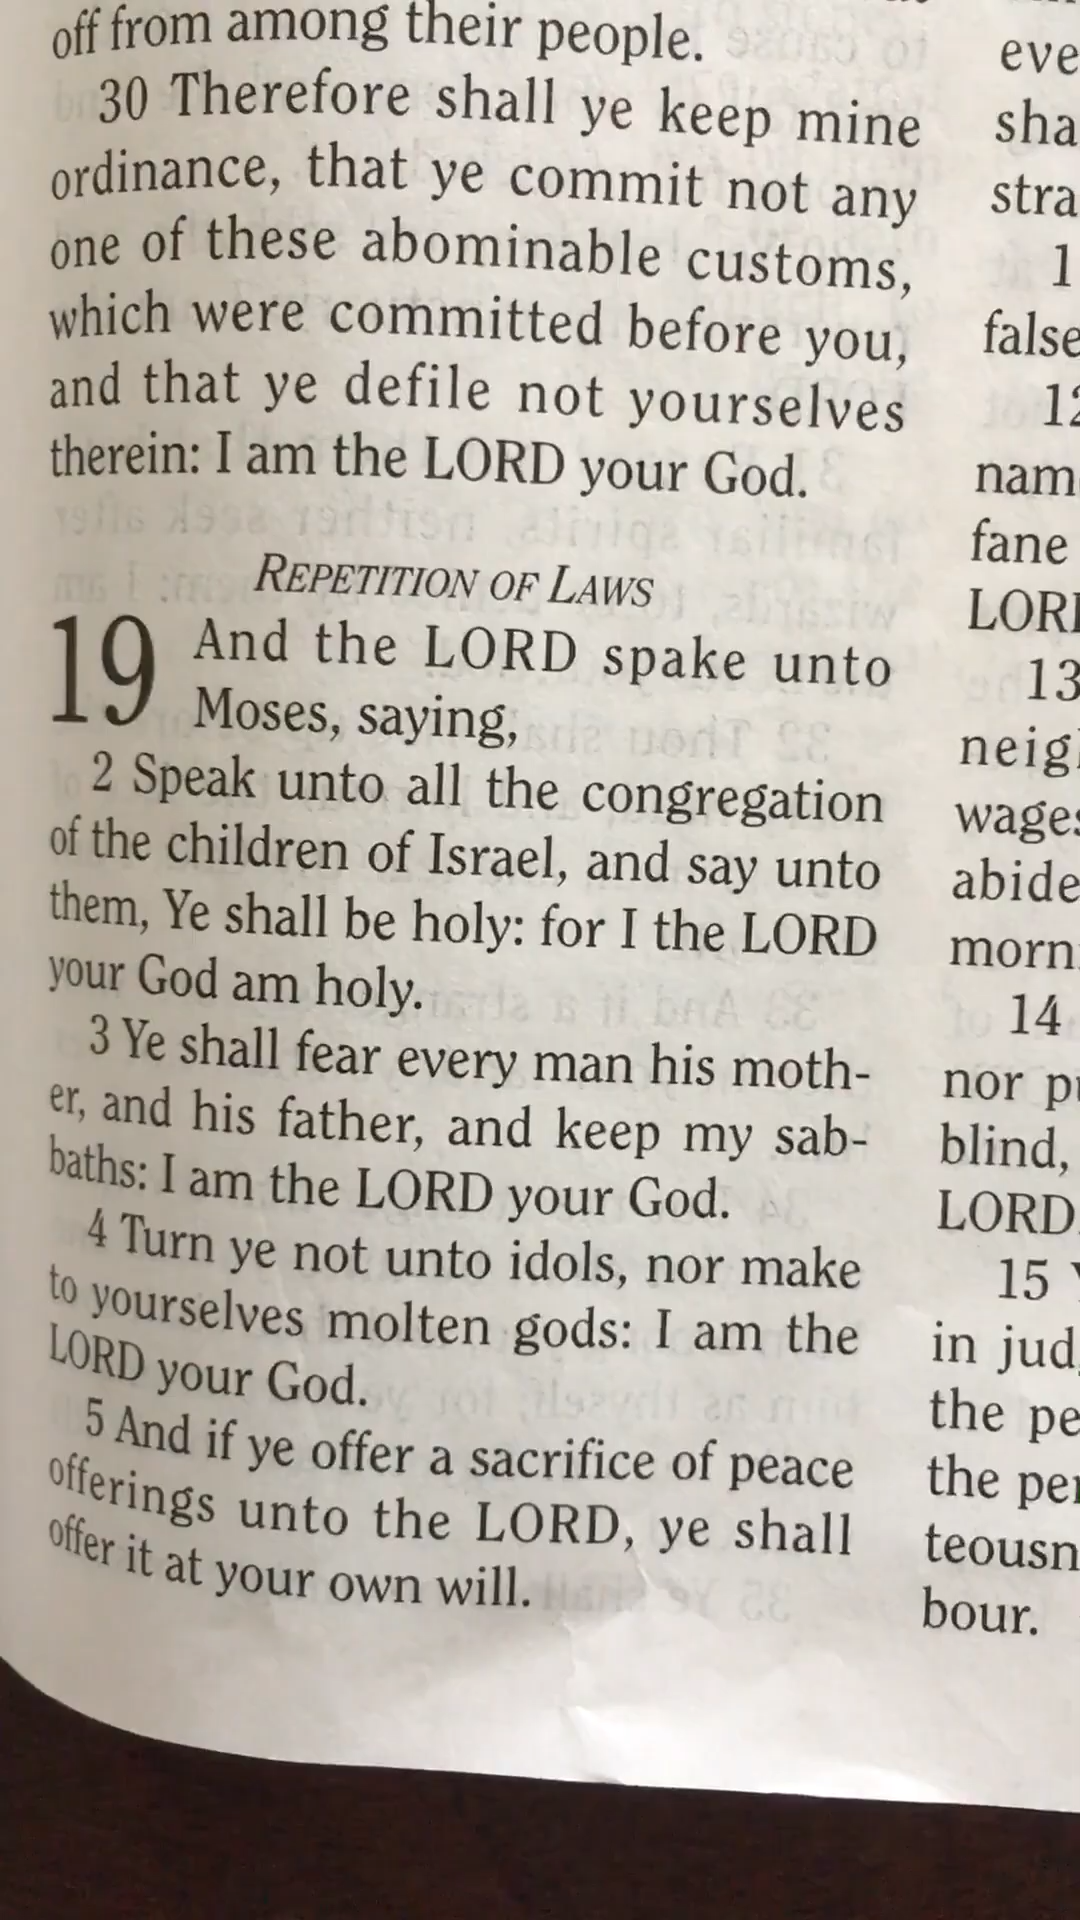 off from among their people.
30 Therefore shall ye keep mine
ordinance, that ye commit not any
one of these abominable customs,
which were committed before you,
and that ye defile not yourselves
therein: I am the LORD your God.
REPETITION OF LAWS
19 And the LORD spake unto
Moses, saying,
2 Speak unto all the congregation
of the children of Israel, and say unto
them, Ye shall be holy: for I the LORD
your God am holy.
3 Ye shall fear every man his moth-
er, and his father, and keep my sab-
baths: I am the LORD your God.
4 Turn ye not unto idols, nor make
to yourselves molten gods: I am the
LORD your God.
5 And if ye offer a sacrifice of peace
offerings unto the LORD, ye shall
offer it at your own will.
eve
sha
stra
1
false
12
nam
fane
LOR
13
neig
wages
abide
morn
14
nor p
blind,
LORD.
15
in jud
the pe
the per
teousn
bour.